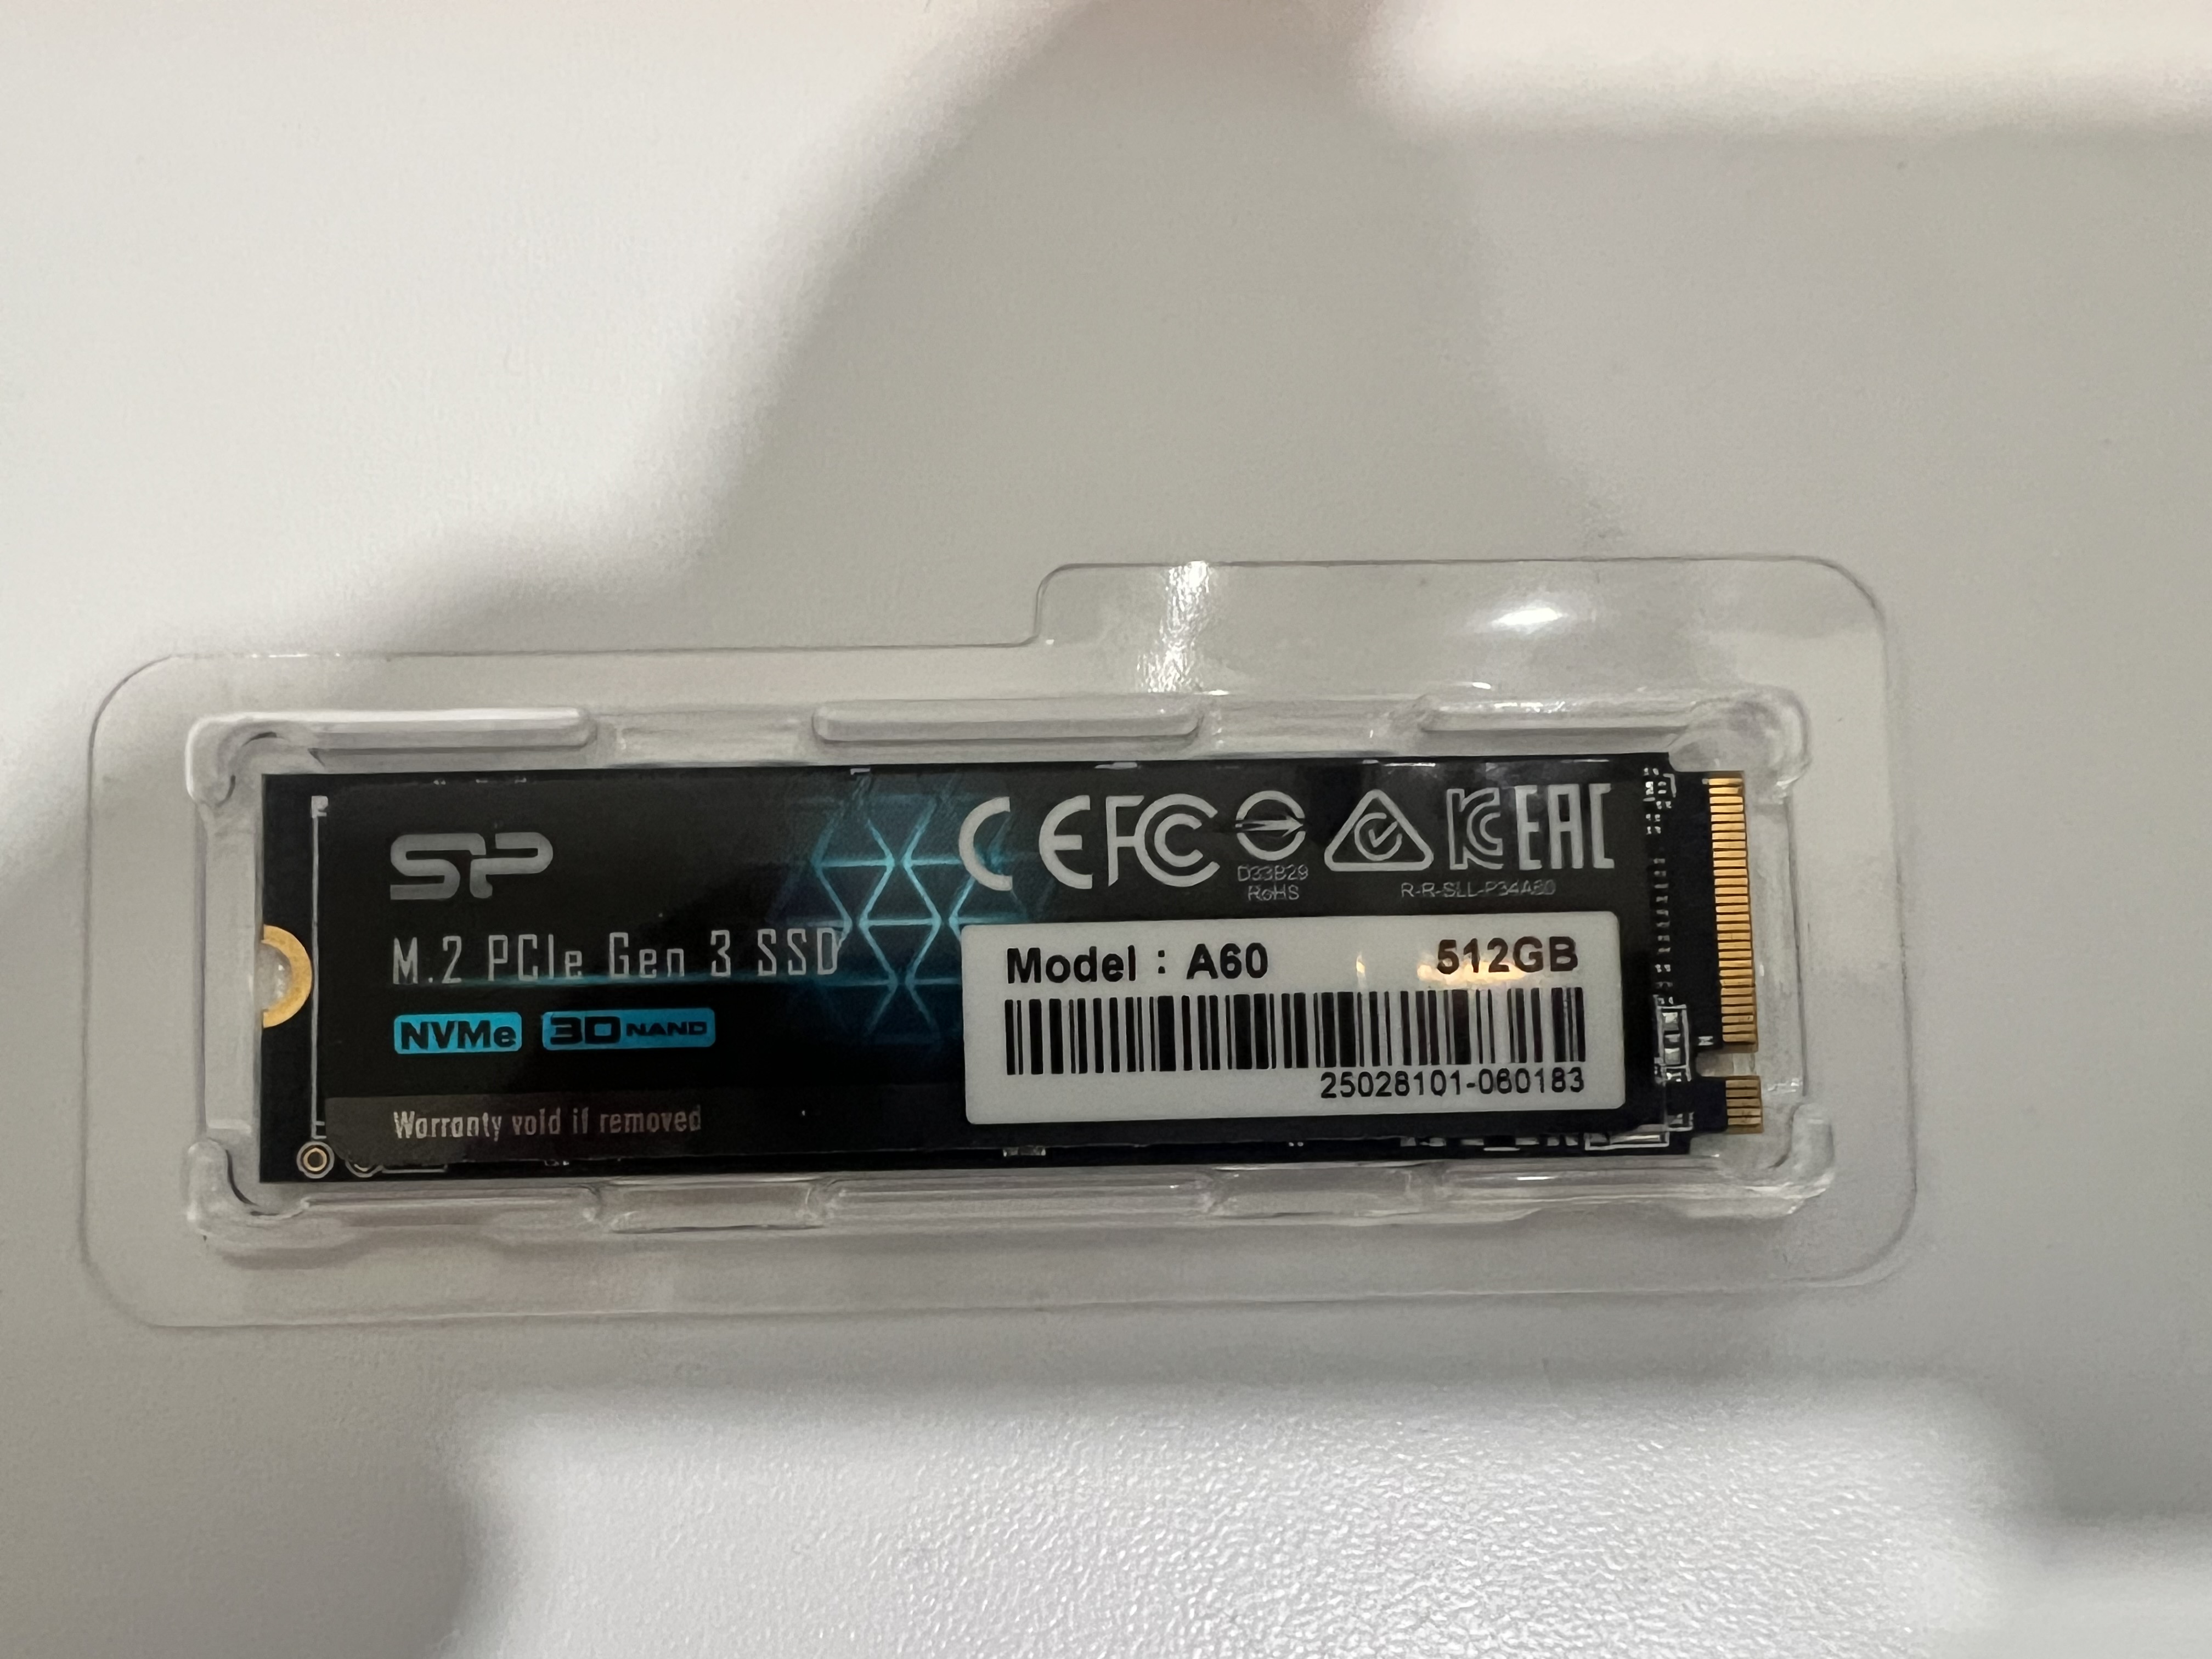 SP
CE FC KC EAC
D33B29
RoHS
R-R-SLL-P34A60
M.2 PCIe Gen 3 SSD
NVMe 3D NAND
Model : A60 512GB
25028101-060183
Warranty void if removed